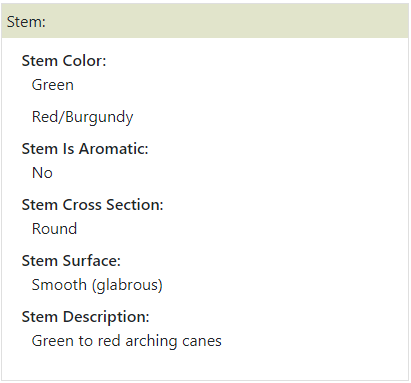 Stem:
Stem Color:
Green
Red/Burgundy
Stem Is Aromatic:
No
Stem Cross Section:
Round
Stem Surface:
Smooth (glabrous)
Stem Description:
Green to red arching canes